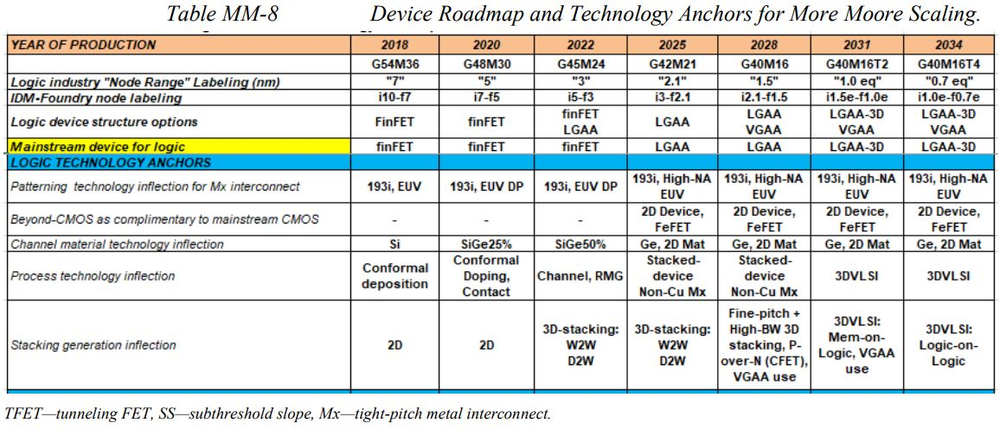 Table MM-8 Device Roadmap and Technology Anchors for More Moore Scaling.
YEAR OF PRODUCTION 2018 2020 2022 2025 2028 2031 2034
G54M36 G48M30 G45M24 G42M21 G40M16 G40M16T2 G40M16T4
Logic industry "Node Range" Labeling (nm) "7" "5" "3" "2.1" "1.5" "1.0 eq" "0.7 eq"
IDM-Foundry node labeling i10-f7 i7-f5 i5-f3 i3-f2.1 i2.1-f1.5 i1.5e-f1.0e i1.0e-f0.7e
Logic device structure options FinFET finFET finFET LGAA LGAA LGAA VGAA LGAA-3D VGAA LGAA-3D VGAA
Mainstream device for logic finFET finFET finFET LGAA LGAA LGAA-3D LGAA-3D
LOGIC TECHNOLOGY ANCHORS
Patterning technology inflection for Mx interconnect 193i, EUV 193i, EUV DP 193i, EUV DP 193i, High-NA EUV 193i, High-NA EUV 193i, High-NA EUV 193i, High-NA EUV
Beyond-CMOS as complimentary to mainstream CMOS - - - 2D Device, FeFET 2D Device, FeFET 2D Device, FeFET 2D Device, FeFET
Channel material technology inflection Si SiGe25% SiGe50% Ge, 2D Mat Ge, 2D Mat Ge, 2D Mat Ge, 2D Mat
Process technology inflection Conformal deposition Conformal Doping, Contact Channel, RMG Stacked-device Non-Cu Mx Stacked-device Non-Cu Mx 3DVLSI 3DVLSI
Stacking generation inflection 2D 2D 3D-stacking: W2W D2W 3D-stacking: W2W D2W Fine-pitch + High-BW 3D stacking, P-over-N (CFET), VGAA use 3DVLSI: Mem-on-Logic, VGAA use 3DVLSI: Logic-on-Logic
TFET—tunneling FET, SS—subthreshold slope, Mx—tight-pitch metal interconnect.